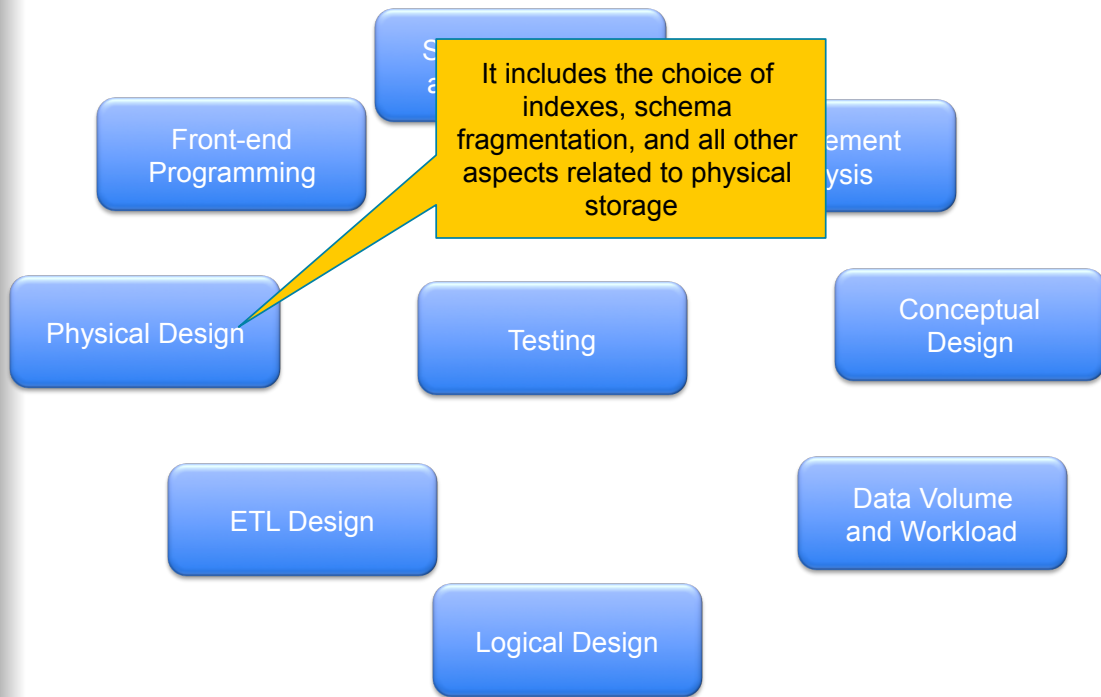 It includes the choice of
indexes, schema
fragmentation, and all other
aspects related to physical
storage
Front-end
Programming
Physical Design
Testing
Conceptual
Design
ETL Design
Data Volume
and Workload
Logical Design